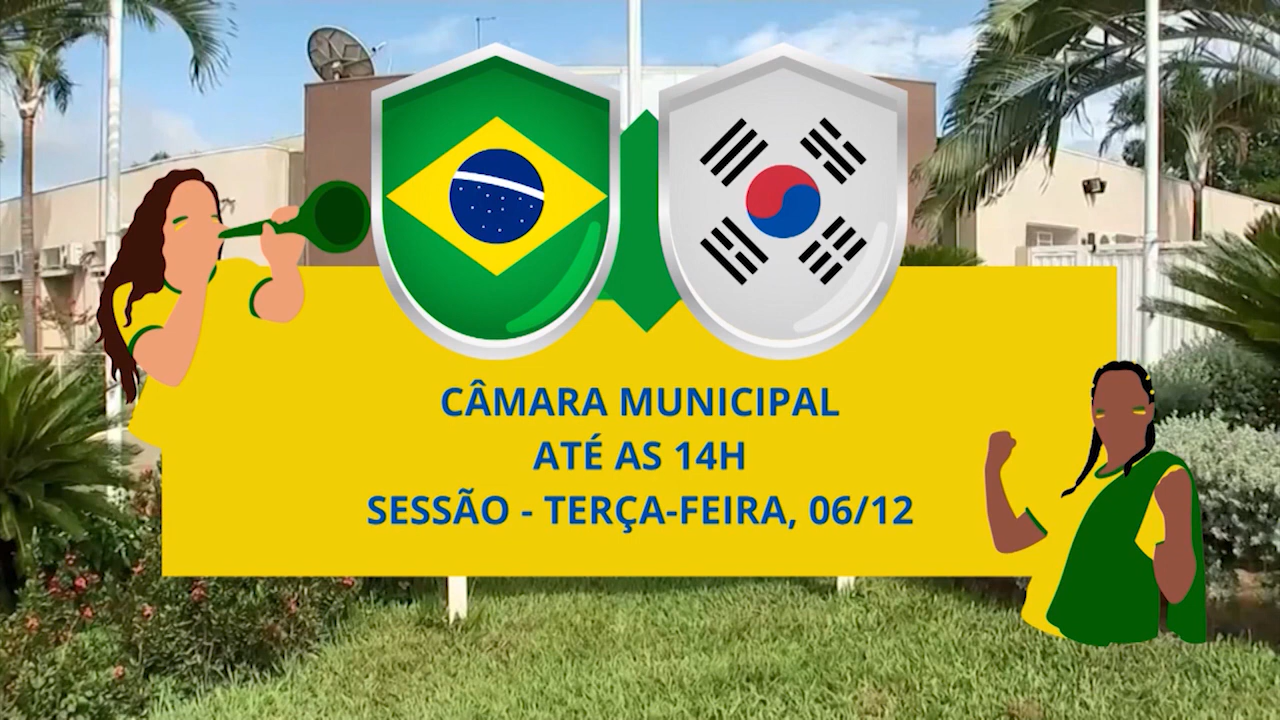 CÂMARA MUNICIPAL
ATÉ AS 14H
SESSÃO - TERÇA-FEIRA, 06/12